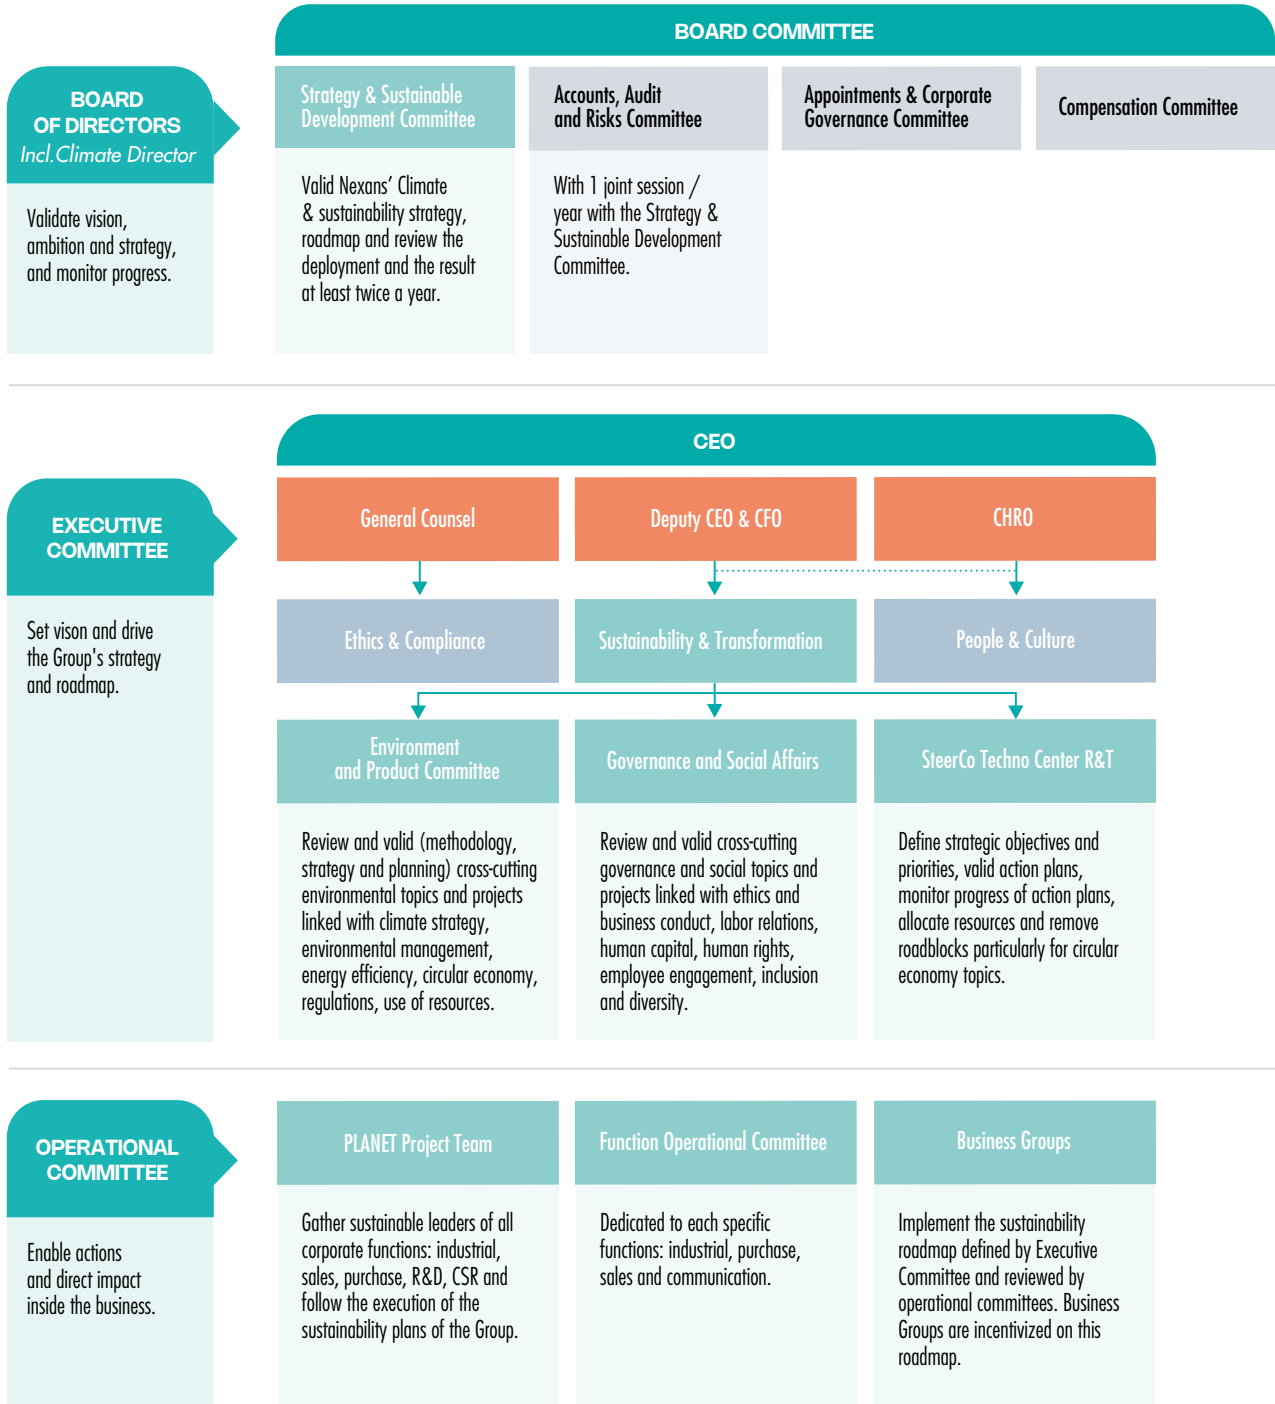 BOARD COMMITTEE
BOARD
OF DIRECTORS
Incl.Climate Director
Validate vision,
ambition and strategy,
and monitor progress.
Strategy & Sustainable
Development Committee
Valid Nexans’ Climate
& sustainability strategy,
roadmap and review the
deployment and the result
at least twice a year.
Accounts, Audit
and Risks Committee
With 1 joint session /
year with the Strategy &
Sustainable Development
Committee.
Appointments & Corporate
Governance Committee
Compensation Committee
CEO
EXECUTIVE
COMMITTEE
Set vison and drive
the Group's strategy
and roadmap.
General Counsel
Deputy CEO & CFO
CHRO
Ethics & Compliance
Sustainability & Transformation
People & Culture
Environment
and Product Committee
Review and valid (methodology,
strategy and planning) cross-cutting
environmental topics and projects
linked with climate strategy,
environmental management,
energy efficiency, circular economy,
regulations, use of resources.
Governance and Social Affairs
Review and valid cross-cutting
governance and social topics and
projects linked with ethics and
business conduct, labor relations,
human capital, human rights,
employee engagement, inclusion
and diversity.
SteerCo Techno Center R&T
Define strategic objectives and
priorities, valid action plans,
monitor progress of action plans,
allocate resources and remove
roadblocks particularly for circular
economy topics.
OPERATIONAL
COMMITTEE
Enable actions
and direct impact
inside the business.
PLANET Project Team
Gather sustainable leaders of all
corporate functions: industrial,
sales, purchase, R&D, CSR and
follow the execution of the
sustainability plans of the Group.
Function Operational Committee
Dedicated to each specific
functions: industrial, purchase,
sales and communication.
Business Groups
Implement the sustainability
roadmap defined by Executive
Committee and reviewed by
operational committees. Business
Groups are incentivized on this
roadmap.